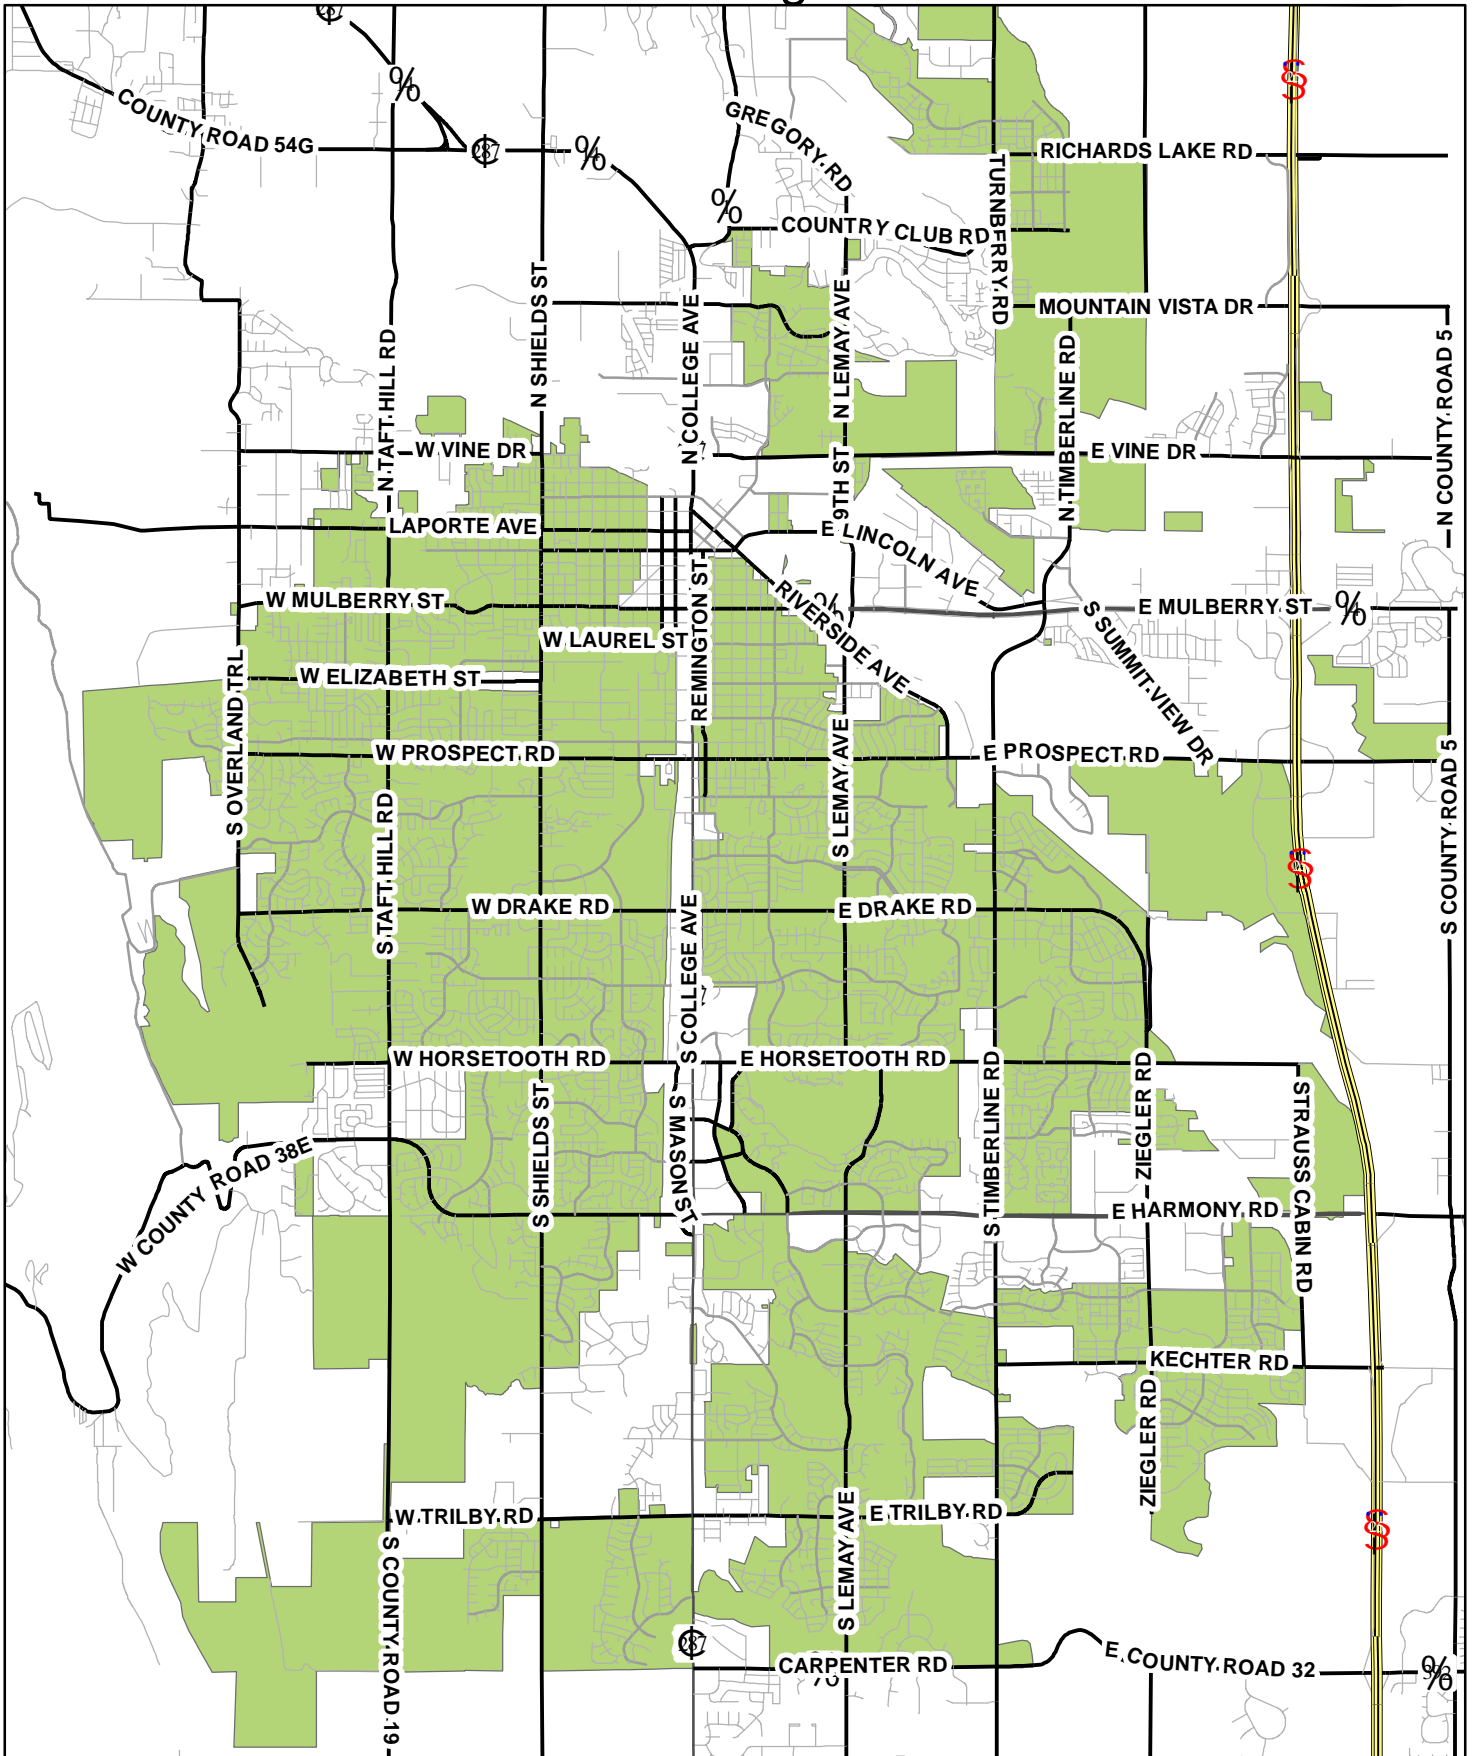 287
%
COUNTY ROAD 54G
287
%
%
GREGORY RD
RICHARDS LAKE RD
TURNBERRY RD
COUNTRY CLUB RD
MOUNTAIN VISTA DR
N SHIELDS ST
N COLLEGE AVE
N LEMAY AVE
N TAFT HILL RD
N TIMBERLINE RD
N COUNTY ROAD 5
W VINE DR
E VINE DR
9TH ST
LAPORTE AVE
E LINCOLN AVE
W MULBERRY ST
E MULBERRY ST
RIVERSIDE AVE
REMINGTON ST
W LAUREL ST
S SUMMIT VIEW DR
W ELIZABETH ST
S OVERLAND TRL
W PROSPECT RD
E PROSPECT RD
S LEMAY AVE
S TAFT HILL RD
S COUNTY ROAD 5
W DRAKE RD
E DRAKE RD
S COLLEGE AVE
W HORSETOOTH RD
E HORSETOOTH RD
S TIMBERLINE RD
ZIEGLER RD
STRAUSS CABIN RD
S SHIELDS ST
S MASON ST
W COUNTY ROAD 38E
E HARMONY RD
KECHTER RD
ZIEGLER RD
W TRILBY RD
E TRILBY RD
S LEMAY AVE
S COUNTY ROAD 19
287
CARPENTER RD
E COUNTY ROAD 32
%